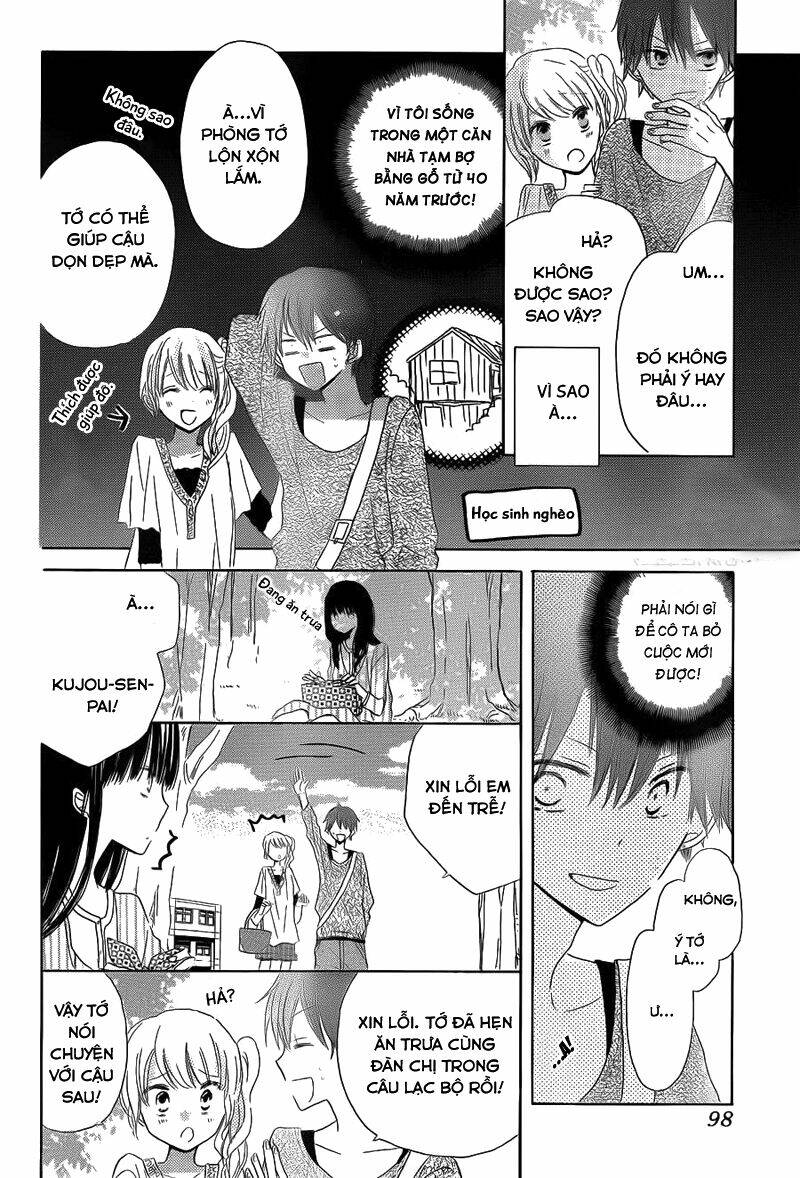 UM...
ĐÓ KHÔNG
PHẢI Ý HAY
ĐÂU...
HẢ?
KHÔNG
ĐƯỢC SAO?
SAO VẬY?
VÌ SAO
À...
VÌ TÔI SỐNG
TRONG MỘT CĂN
NHÀ TẠM BỢ
BẰNG GỖ TỪ 40
NĂM TRƯỚC!
Học sinh nghèo
À...VÌ
PHÒNG TỚ
LỘN XỘN
LẮM.
Không sao
đâu.
TỚ CÓ THỂ
GIÚP CẬU
DỌN DẸP MÀ.
Thích được
giúp đỏ.
PHẢI NÓI GÌ
ĐỂ CÔ TA BỎ
CUỘC MỚI
ĐƯỢC!
KHÔNG,
Ý TỚ
LÀ...
Ư...
...A!
Đang ăn trua
À...
KUJOU-SEN-
PAI!
XIN LỖI EM
ĐẾN TRỄ!
HẢ?
XIN LỖI. TỚ ĐÃ HẸN
ĂN TRƯA CÙNG
ĐÀN CHỊ TRONG
CÂU LẠC BỘ RỒI!
VẬY TỚ
NÓI
CHUYỆN
VỚI CẬU
SAU!
98